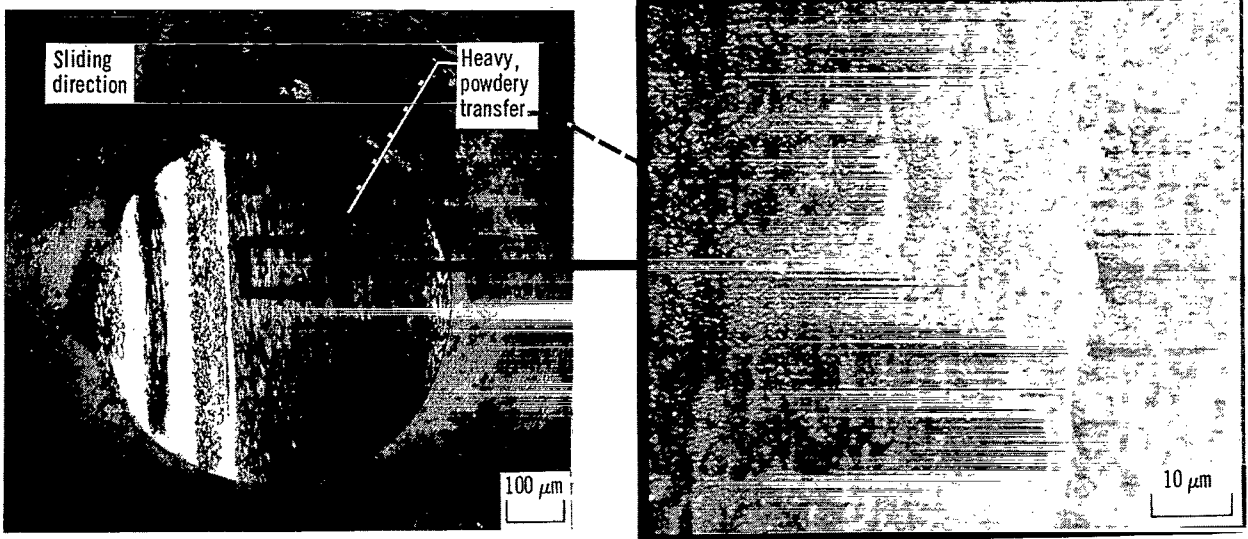 Sliding
direction
Heavy,
powdery
transfer
100 μm
10 μm